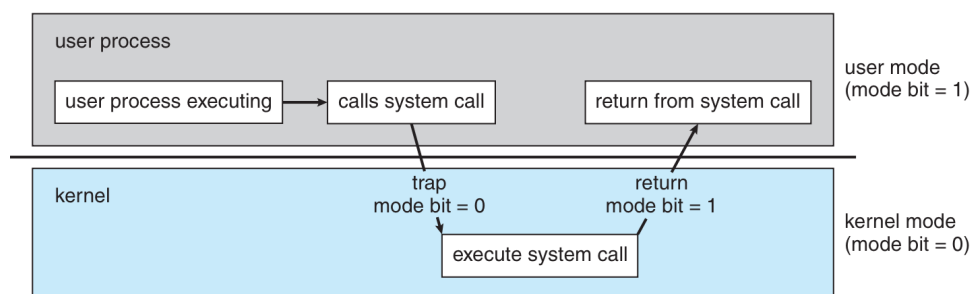 user process
user process executing
calls system call
return from system call
user mode
(mode bit = 1)
kernel
trap
mode bit = 0
return
mode bit = 1
execute system call
kernel mode
(mode bit = 0)